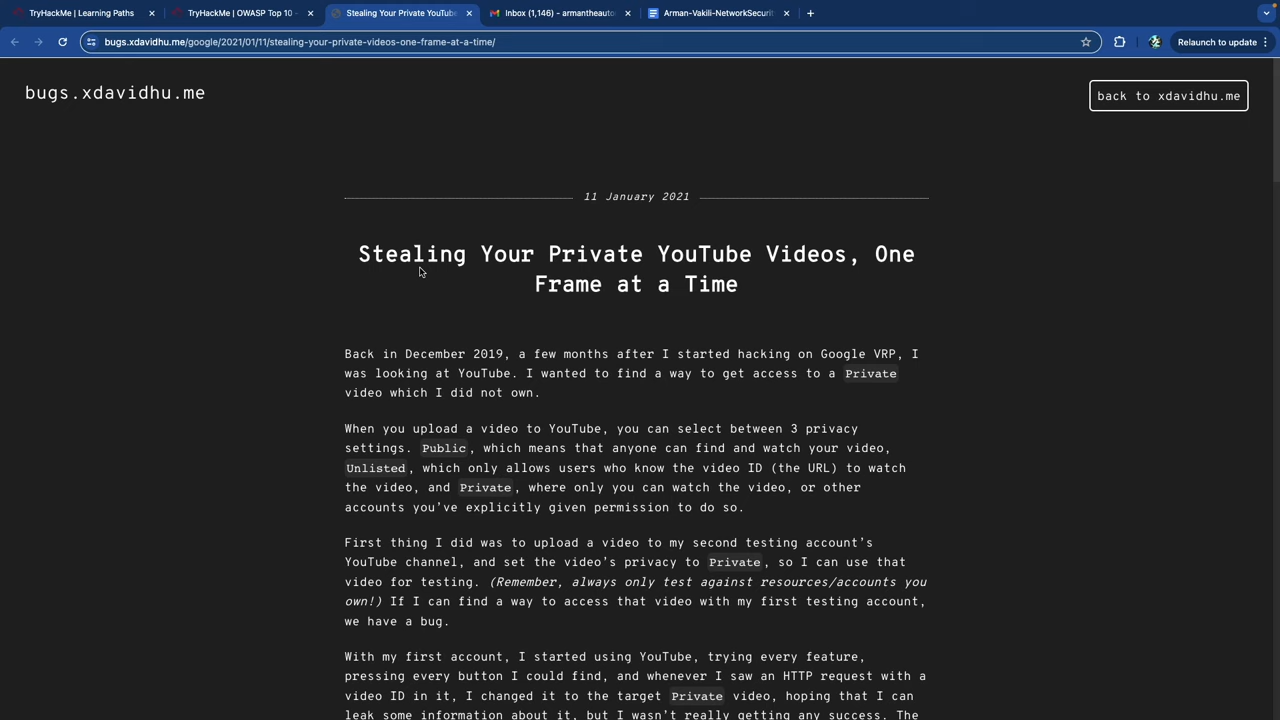 TryHackMe | Learning Paths
TryHackMe | OWASP Top 10 -
Stealing Your Private YouTube
Inbox (1,146) - armantheauto
Arman-Vakili-NetworkSecurit
bugs.xdavidhu.me/google/2021/01/11/stealing-your-private-videos-one-frame-at-a-time/
Relaunch to update
bugs.xdavidhu.me
back to xdavidhu.me
11 January 2021
Stealing Your Private YouTube Videos, One
Frame at a Time
Back in December 2019, a few months after I started hacking on Google VRP, I
was looking at YouTube. I wanted to find a way to get access to a Private
video which I did not own.
When you upload a video to YouTube, you can select between 3 privacy
settings. Public, which means that anyone can find and watch your video,
Unlisted, which only allows users who know the video ID (the URL) to watch
the video, and Private, where only you can watch the video, or other
accounts you’ve explicitly given permission to do so.
First thing I did was to upload a video to my second testing account’s
YouTube channel, and set the video’s privacy to Private, so I can use that
video for testing. (Remember, always only test against resources/accounts you
own!) If I can find a way to access that video with my first testing account,
we have a bug.
With my first account, I started using YouTube, trying every feature,
pressing every button I could find, and whenever I saw an HTTP request with a
video ID in it, I changed it to the target Private video, hoping that I can
leak some information about it, but I wasn’t really getting any success. The